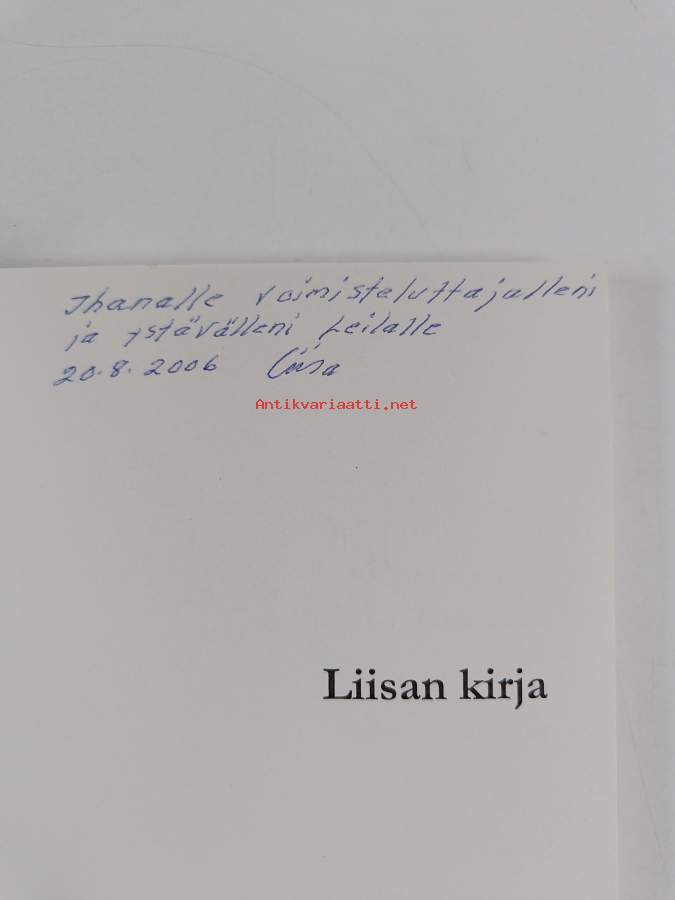 Ihanalle voimisteluttajalleni
ja ystävälleni Leilalle
20.8.2006 Liisa
Antikvariaatti.net
Liisan kirja